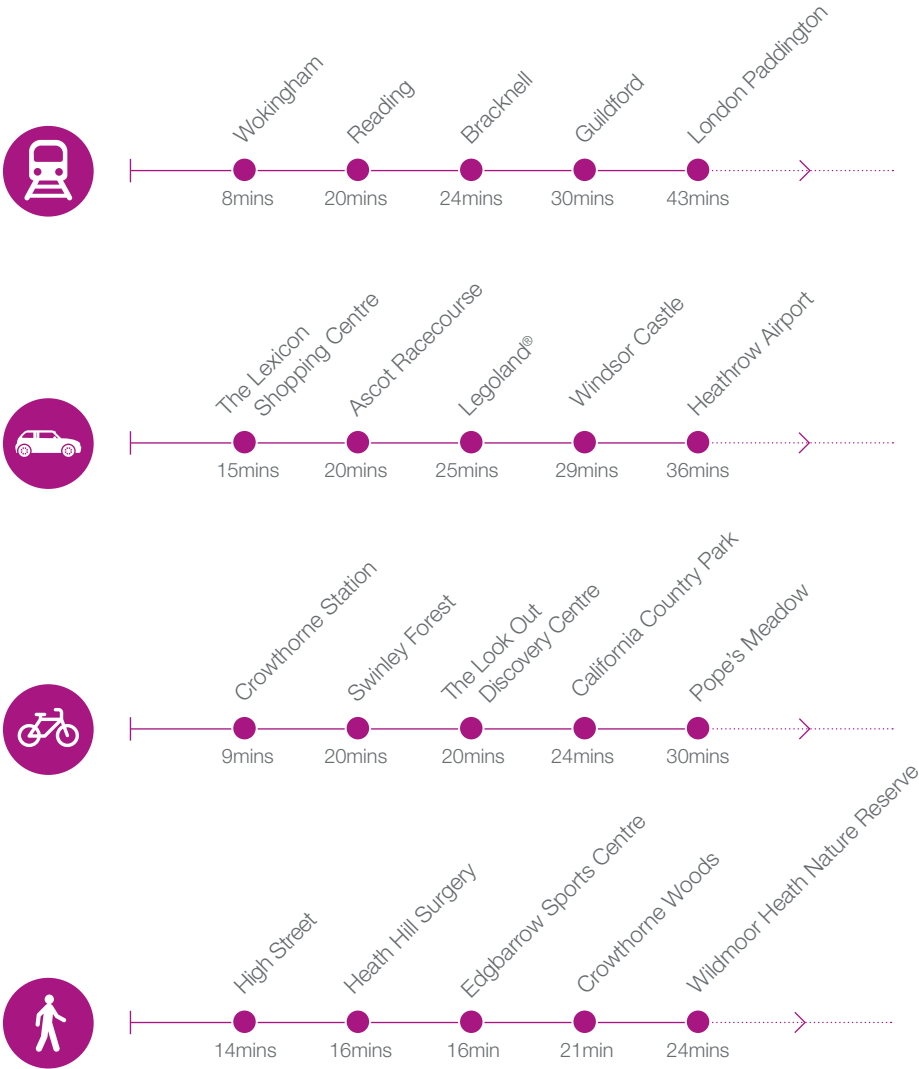 Wokingham
Reading
Bracknell
Guildford
London Paddington
8mins
20mins
24mins
30mins
43mins
The Lexicon
Shopping Centre
Ascot Racecourse
Legoland®
Windsor Castle
Heathrow Airport
15mins
20mins
25mins
29mins
36mins
Crowthorne Station
Swinley Forest
The Look Out
Discovery Centre
California Country Park
Pope's Meadow
9mins
20mins
20mins
24mins
30mins
High Street
Heath Hill Surgery
Edgbarrow Sports Centre
Crowthorne Woods
Wildmoor Heath Nature Reserve
14mins
16mins
16min
21min
24mins